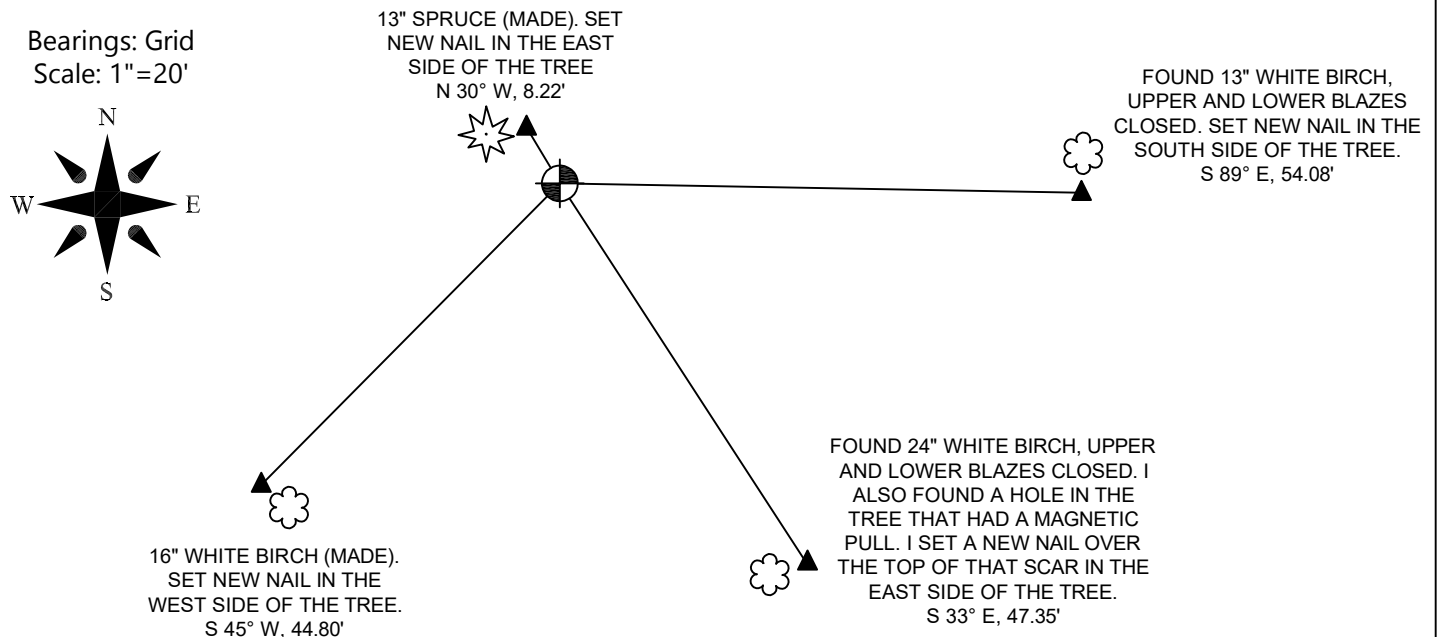 Bearings: Grid
Scale: 1"=20'
N
W
E
S
13" SPRUCE (MADE). SET
NEW NAIL IN THE EAST
SIDE OF THE TREE
N 30° W, 8.22'
FOUND 13" WHITE BIRCH,
UPPER AND LOWER BLAZES
CLOSED. SET NEW NAIL IN THE
SOUTH SIDE OF THE TREE.
S 89° E, 54.08'
16" WHITE BIRCH (MADE).
SET NEW NAIL IN THE
WEST SIDE OF THE TREE.
S 45° W, 44.80'
FOUND 24" WHITE BIRCH, UPPER
AND LOWER BLAZES CLOSED. I
ALSO FOUND A HOLE IN THE
TREE THAT HAD A MAGNETIC
PULL. I SET A NEW NAIL OVER
THE TOP OF THAT SCAR IN THE
EAST SIDE OF THE TREE.
S 33° E, 47.35'